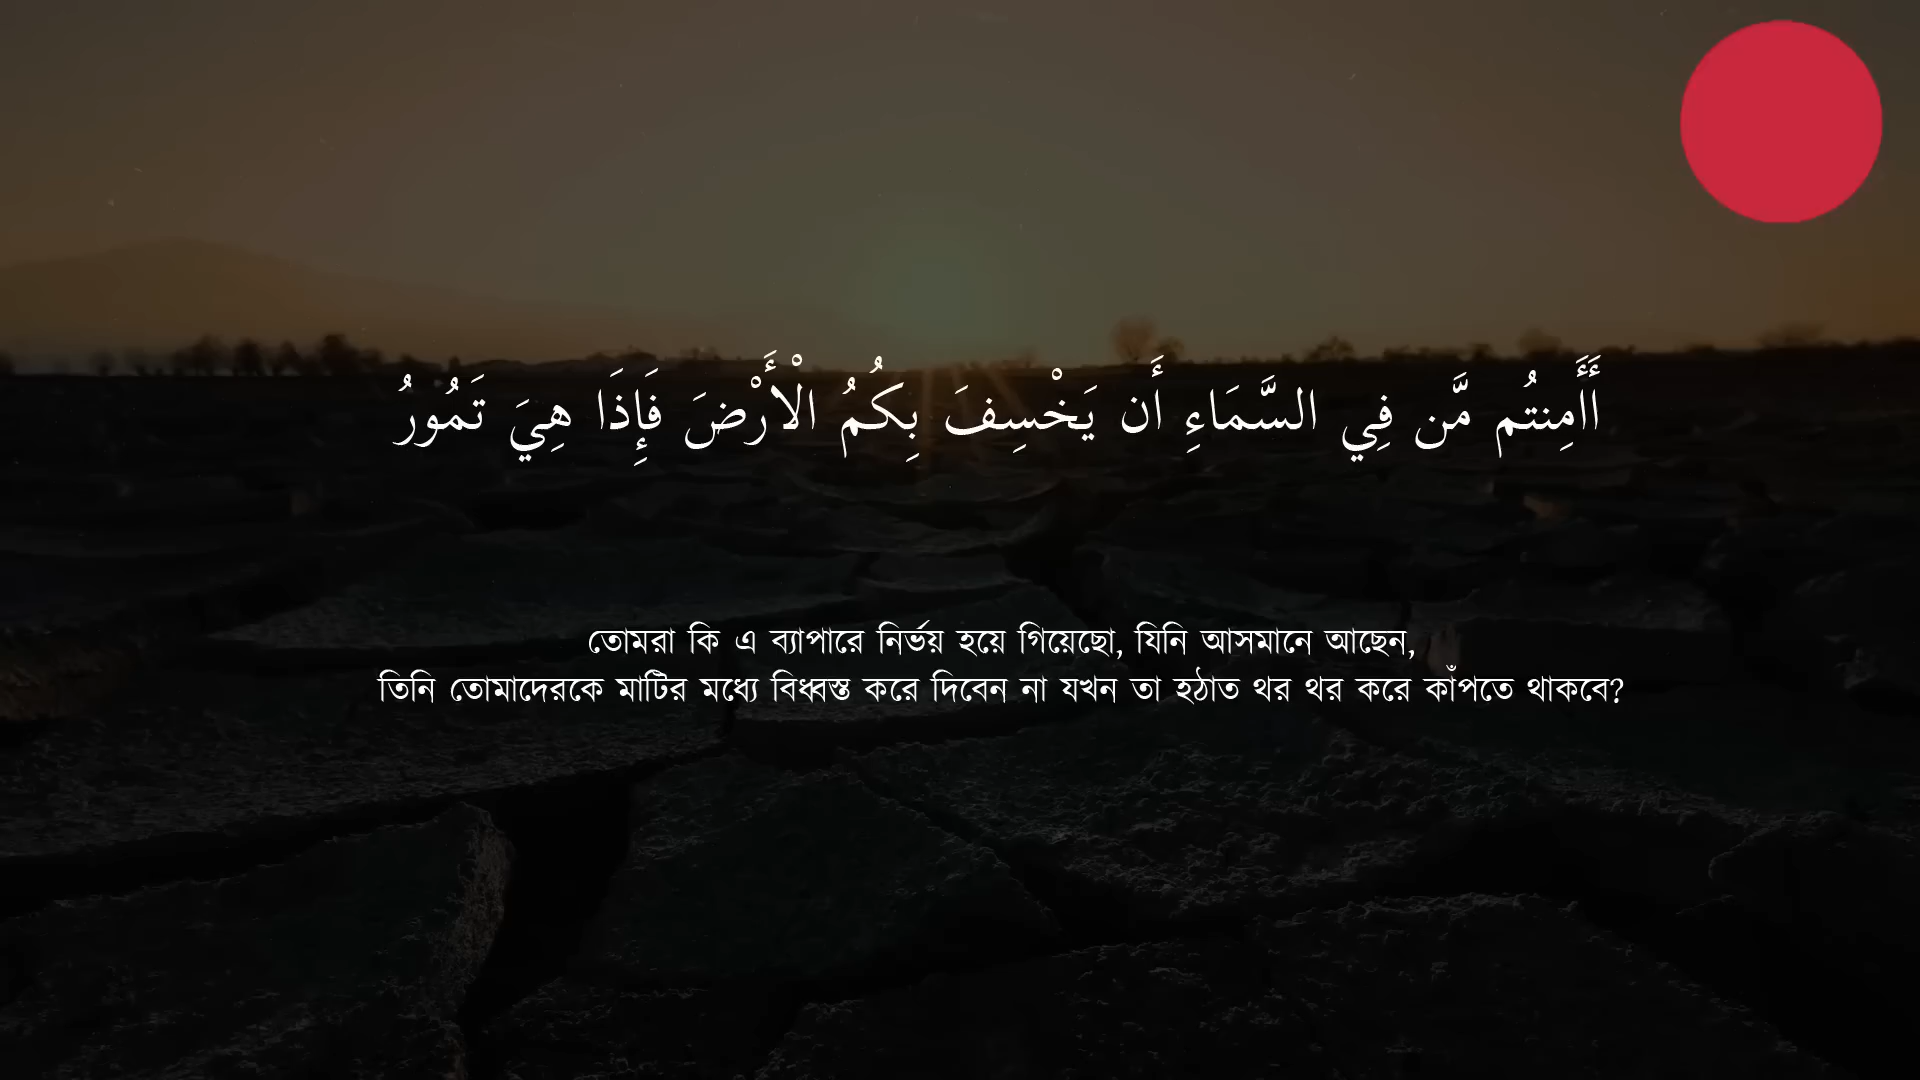 أَأَمِنتُم مَّن فِي السَّمَاءِ أَن يَخْسِفَ بِكُمُ الْأَرْضَ فَإِذَا هِيَ تَمُورُ
তোমরা কি এ ব্যাপারে নির্ভয় হয়ে গিয়েছো, যিনি আসমানে আছেন,
তিনি তোমাদেরকে মাটির মধ্যে বিধ্বস্ত করে দিবেন না যখন তা হঠাত থর থর করে কাঁপতে থাকবে?